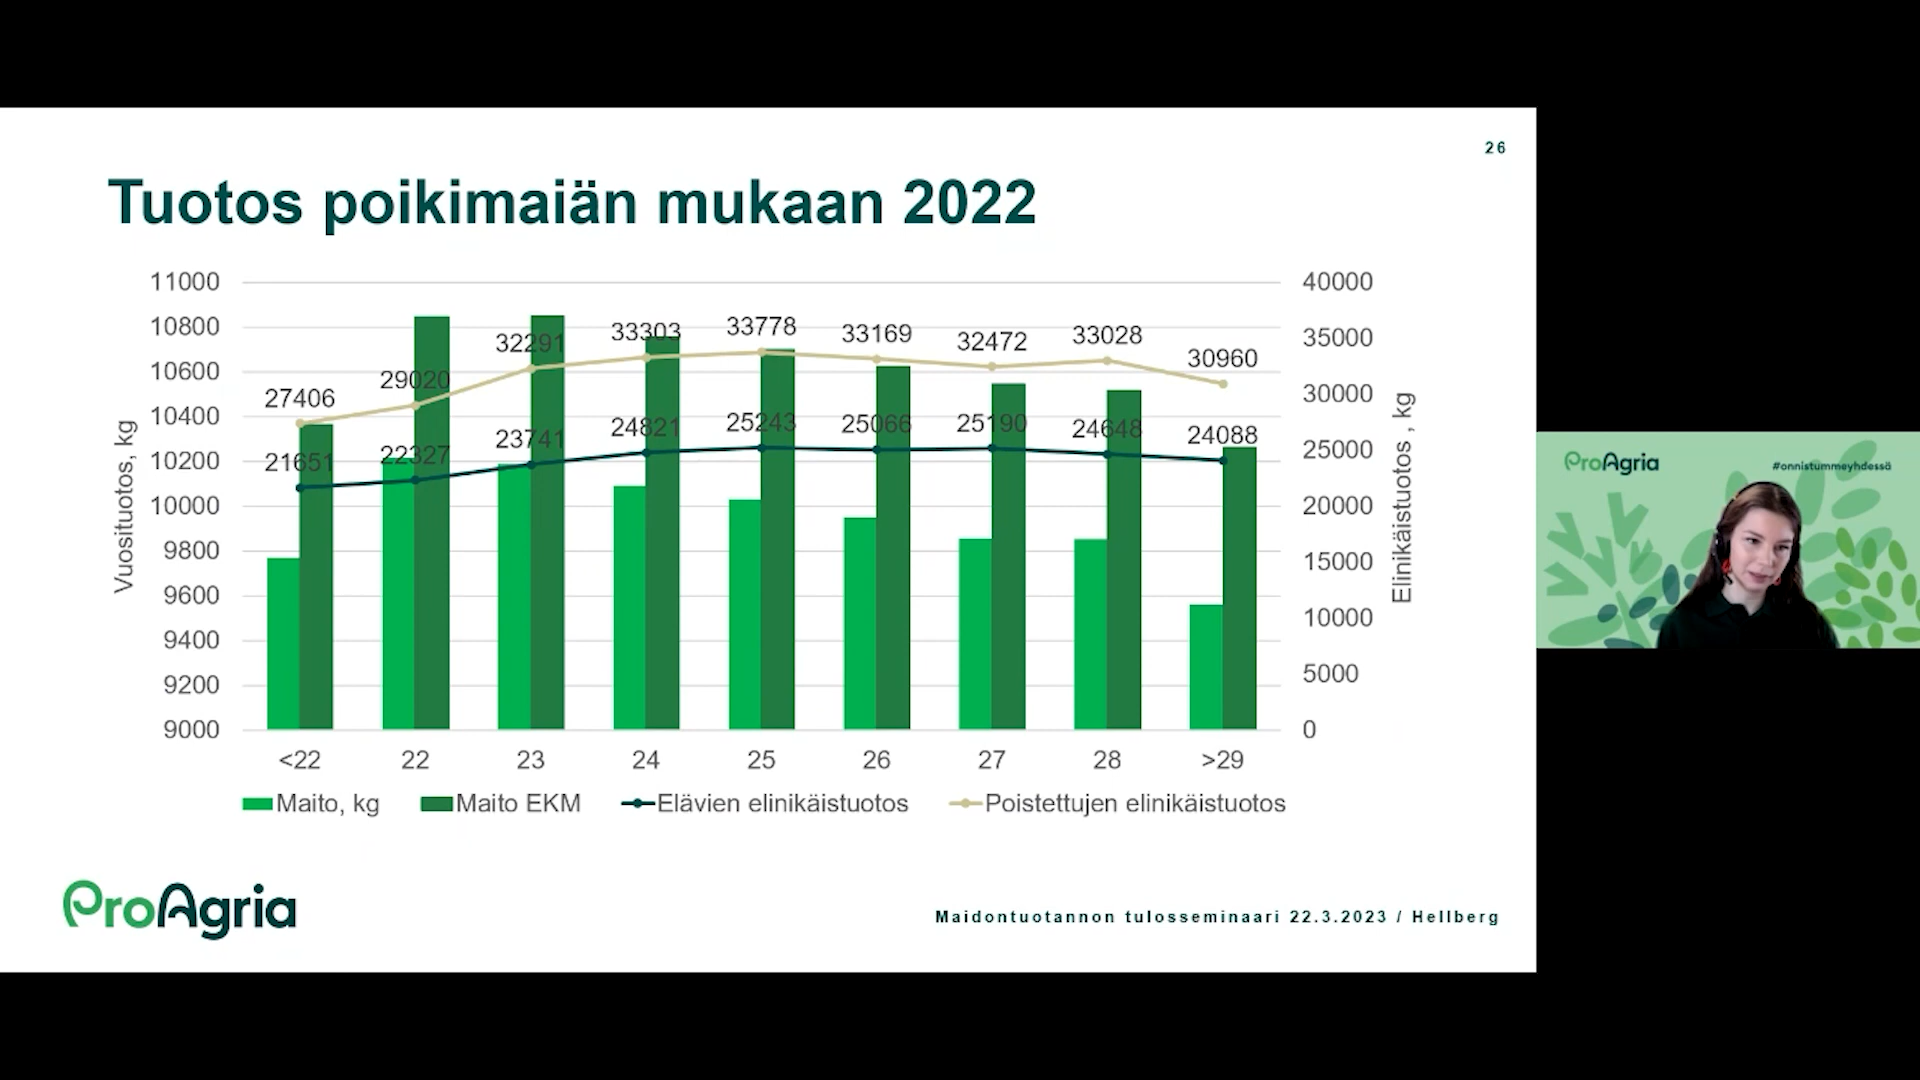 26
Tuotos poikimaiän mukaan 2022
Vuosituotos, kg
11000
10800
10600
10400
10200
10000
9800
9600
9400
9200
9000
40000
35000
30000
25000
20000
15000
10000
5000
0
Elinikäistuotos , kg
27406 29020 32291 33303 33778 33169 32472 33028 30960
21651 22327 23741 24821 25243 25066 25190 24648 24088
<22 22 23 24 25 26 27 28 >29
Maito, kg Maito EKM Elävien elinikäistuotos Poistettujen elinikäistuotos
ProAgria
Maidontuotannon tulosseminaari 22.3.2023 / Hellberg
ProAgria
#onnistummeyhdessä